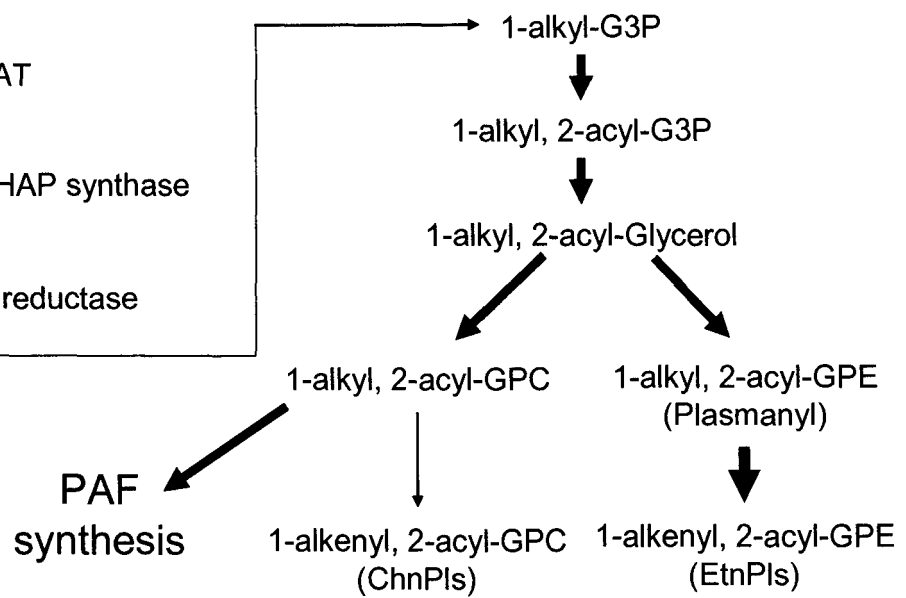 1-alkyl-G3P
AT
1-alkyl, 2-acyl-G3P
HAP synthase
1-alkyl, 2-acyl-Glycerol
reductase
1-alkyl, 2-acyl-GPC
1-alkyl, 2-acyl-GPE
(Plasmanyl)
PAF
synthesis
1-alkenyl, 2-acyl-GPC
(ChnPls)
1-alkenyl, 2-acyl-GPE
(EtnPls)